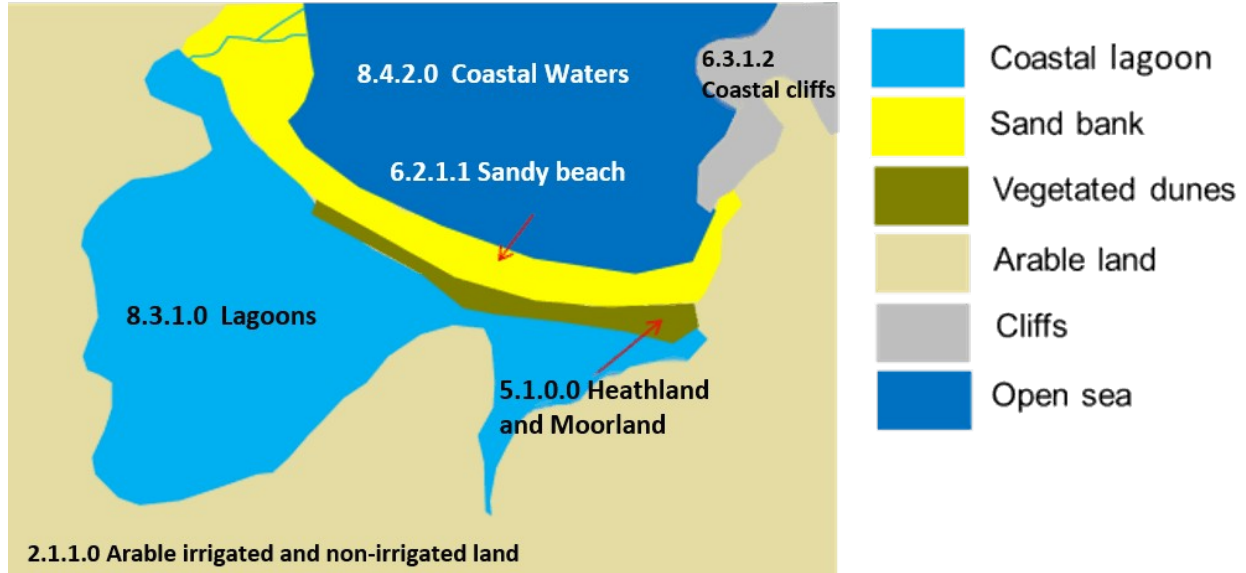 8.4.2.0 Coastal Waters
6.3.1.2
Coastal cliffs
6.2.1.1 Sandy beach
8.3.1.0 Lagoons
5.1.0.0 Heathland
and Moorland
2.1.1.0 Arable irrigated and non-irrigated land
Coastal lagoon
Sand bank
Vegetated dunes
Arable land
Cliffs
Open sea